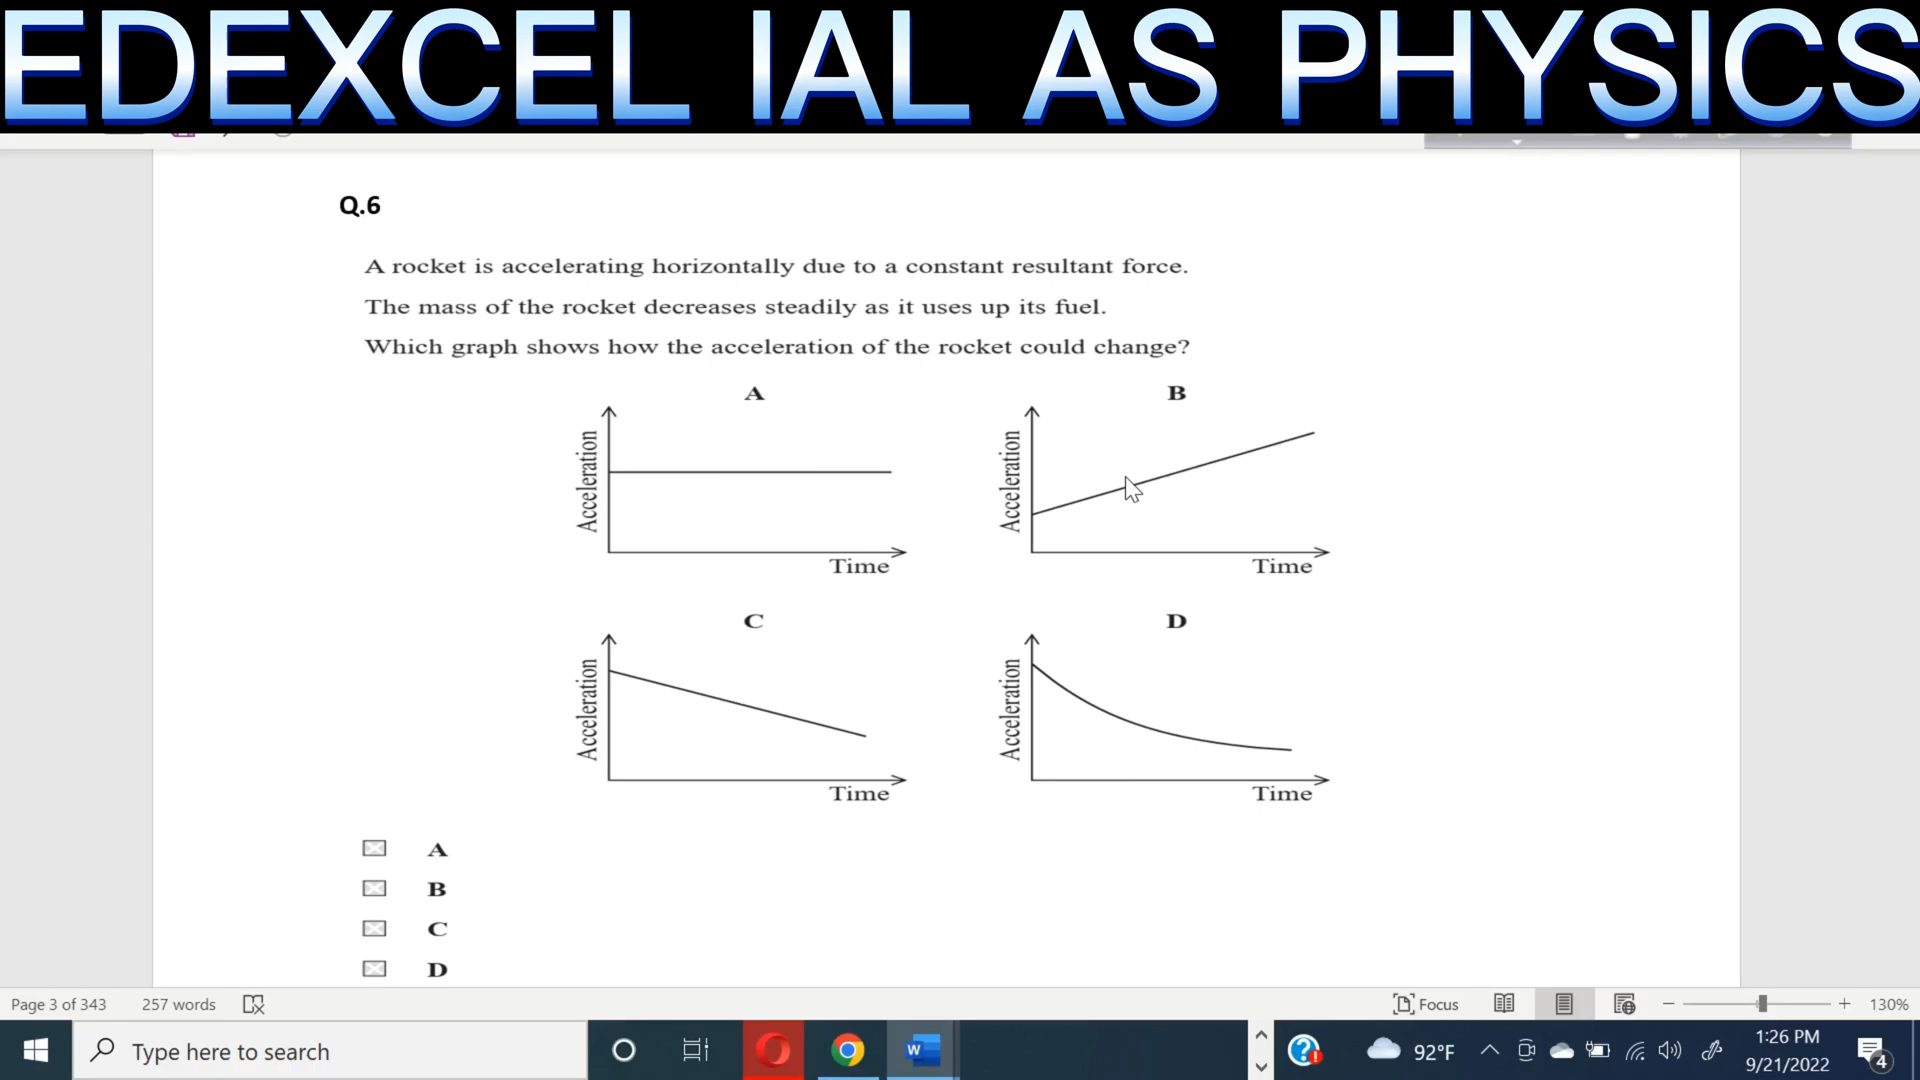 EDEXCEL IAL AS PHYSICS
Q.6
A rocket is accelerating horizontally due to a constant resultant force.
The mass of the rocket decreases steadily as it uses up its fuel.
Which graph shows how the acceleration of the rocket could change?
A
Acceleration
Time
B
Acceleration
Time
C
Acceleration
Time
D
Acceleration
Time
A
B
C
D
Page 3 of 343
257 words
Focus
130%
Type here to search
W
92°F
1:26 PM
9/21/2022
4